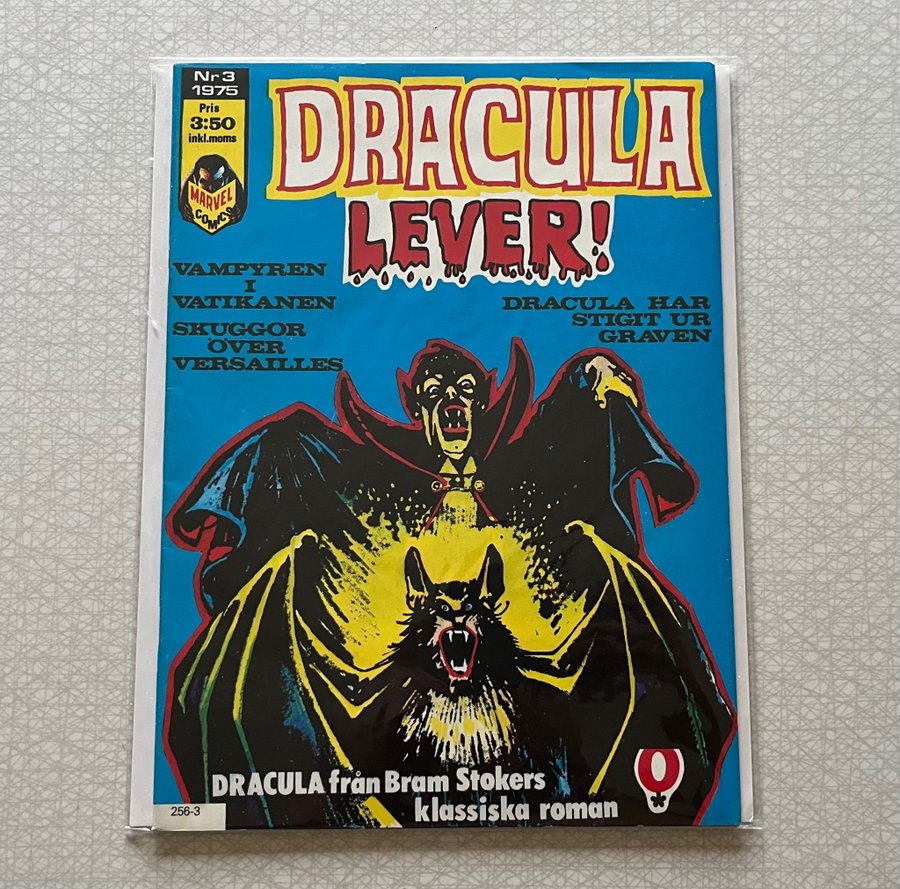 Nr 3
1975
Pris
3:50
inkl.moms
MARVEL
COMICS
DRACULA
LEVER!
VAMPYREN
I
VATIKANEN
SKUGGOR
ÖVER
VERSAILLES
DRACULA HAR
STIGIT UR
GRAVEN
DRACULA från Bram Stokers
klassiska roman
256-3